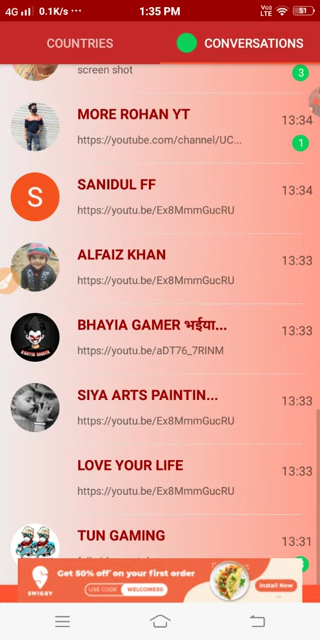 4G 0.1K/s ··· 1:35 PM Vo) LTE 51
COUNTRIES CONVERSATIONS
screen shot 3
MORE ROHAN YT 13:34
https://youtube.com/channel/UC... 1
S
SANIDUL FF 13:34
https://youtu.be/Ex8MmmGucRU
ALFAIZ KHAN 13:33
https://youtu.be/Ex8MmmGucRU
BHAYIA GAMER भईया... 13:33
https://youtu.be/aDT76_7RINM
SIYA ARTS PAINTIN... 13:33
https://youtu.be/Ex8MmmGucRU
LOVE YOUR LIFE 13:33
https://youtu.be/Ex8MmmGucRU
TUN GAMING 13:31
SWIGGY
Get 50% off* on your first order
USE CODE WELCOME50
Install Now